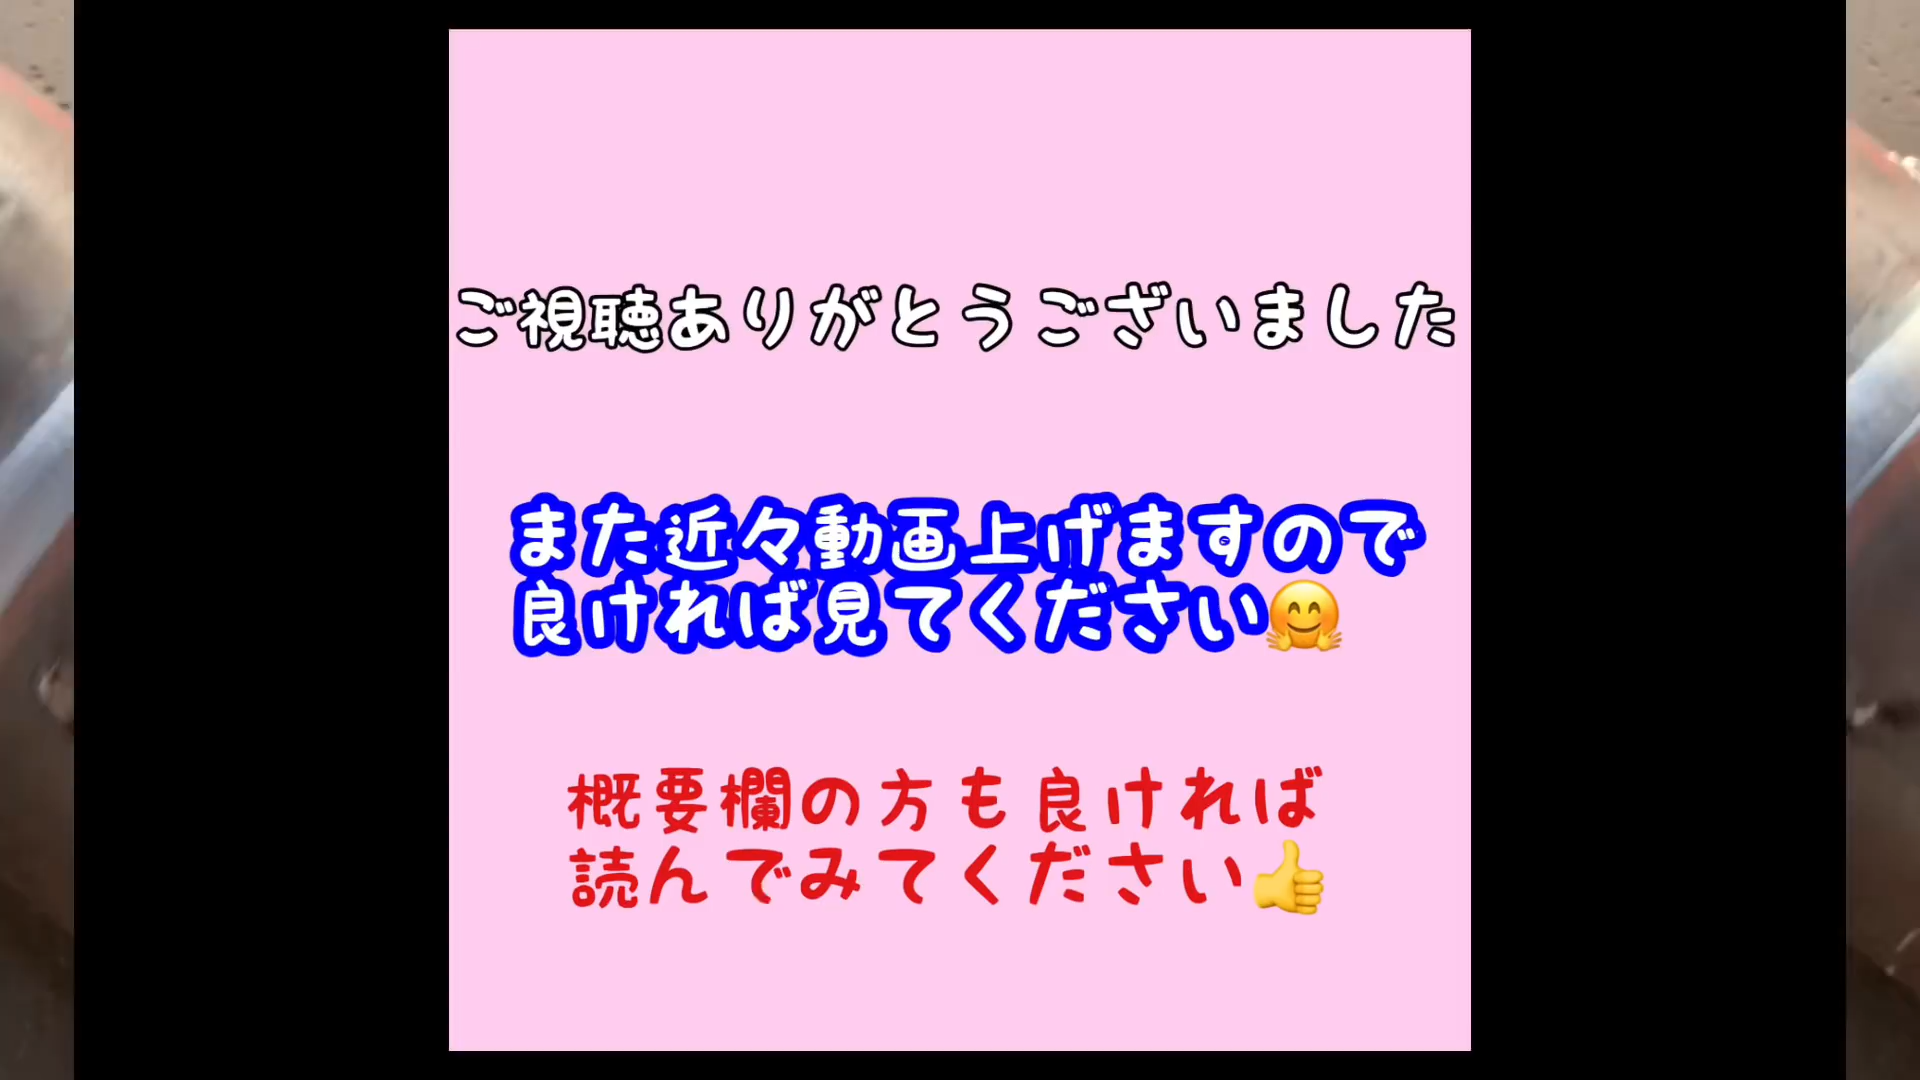 ご視聴ありがとうございました
また近々動画上げますので
良ければ見てください🤗
概要欄の方も良ければ
読んでみてください👍